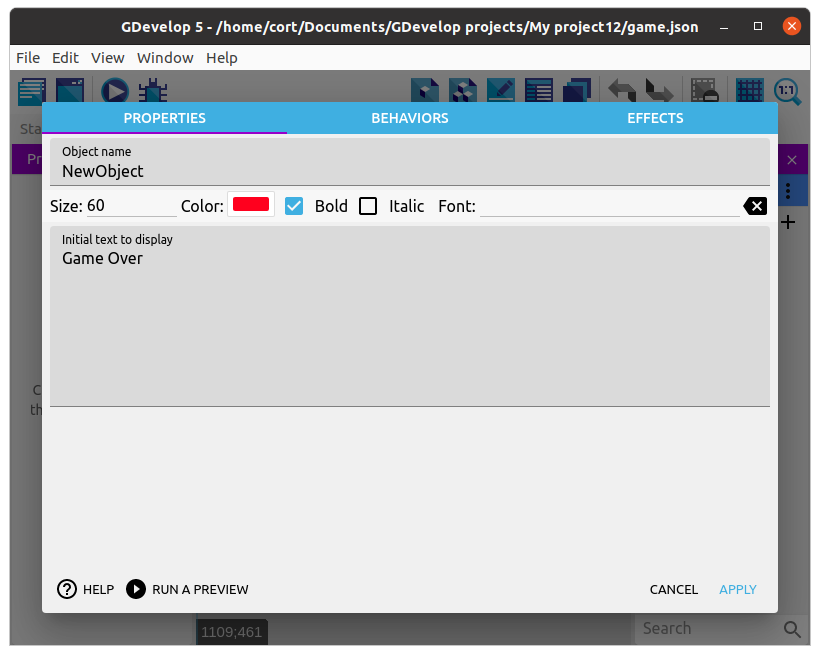 GDevelop 5 - /home/cort/Documents/GDevelop projects/My project12/game.json
File Edit View Window Help
1:1
Sta
PROPERTIES BEHAVIORS EFFECTS
Pr
Object name
NewObject
Size: 60 Color: Bold Italic Font:
Initial text to display
Game Over
C
th
HELP RUN A PREVIEW CANCEL APPLY
1109;461 Search